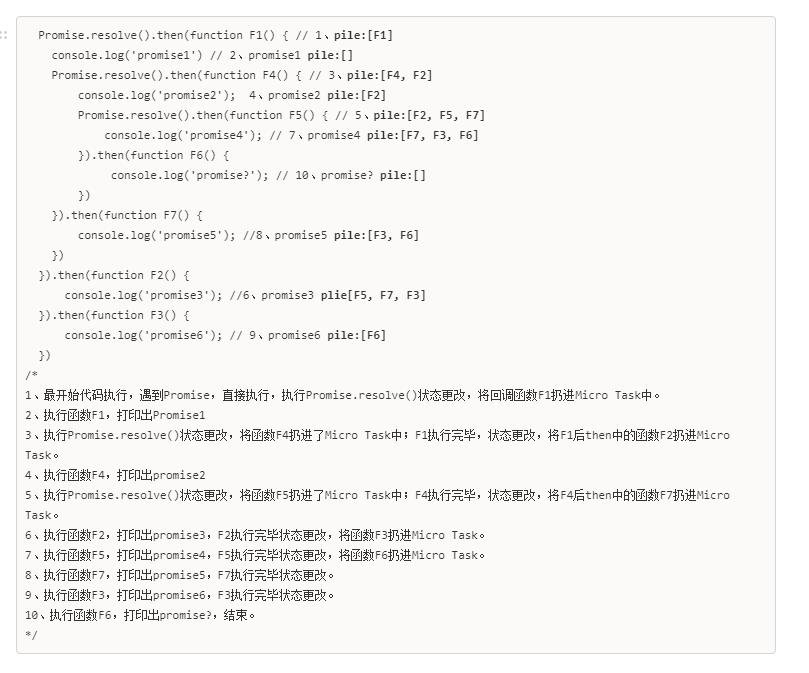 Promise.resolve().then(function F1() { // 1、pile:[F1]
console.log('promise1') // 2、promise1 pile:[]
Promise.resolve().then(function F4() { // 3、pile:[F4, F2]
console.log('promise2');  4、promise2 pile:[F2]
Promise.resolve().then(function F5() { // 5、pile:[F2, F5, F7]
console.log('promise4'); // 7、promise4 pile:[F7, F3, F6]
}).then(function F6() {
console.log('promise?'); // 10、promise? pile:[]
})
}).then(function F7() {
console.log('promise5'); //8、promise5 pile:[F3, F6]
})
}).then(function F2() {
console.log('promise3'); //6、promise3 plie[F5, F7, F3]
}).then(function F3() {
console.log('promise6'); // 9、promise6 pile:[F6]
})
/*
1、最开始代码执行，遇到Promise，直接执行，执行Promise.resolve()状态更改，将回调函数F1扔进Micro Task中。
2、执行函数F1，打印出Promise1
3、执行Promise.resolve()状态更改，将函数F4扔进了Micro Task中；F1执行完毕，状态更改，将F1后then中的函数F2扔进Micro
Task。
4、执行函数F4，打印出promise2
5、执行Promise.resolve()状态更改，将函数F5扔进了Micro Task中；F4执行完毕，状态更改，将F4后then中的函数F7扔进Micro
Task。
6、执行函数F2，打印出promise3，F2执行完毕状态更改，将函数F3扔进Micro Task。
7、执行函数F5，打印出promise4，F5执行完毕状态更改，将函数F6扔进Micro Task。
8、执行函数F7，打印出promise5，F7执行完毕状态更改。
9、执行函数F3，打印出promise6，F3执行完毕状态更改。
10、执行函数F6，打印出promise?，结束。
*/